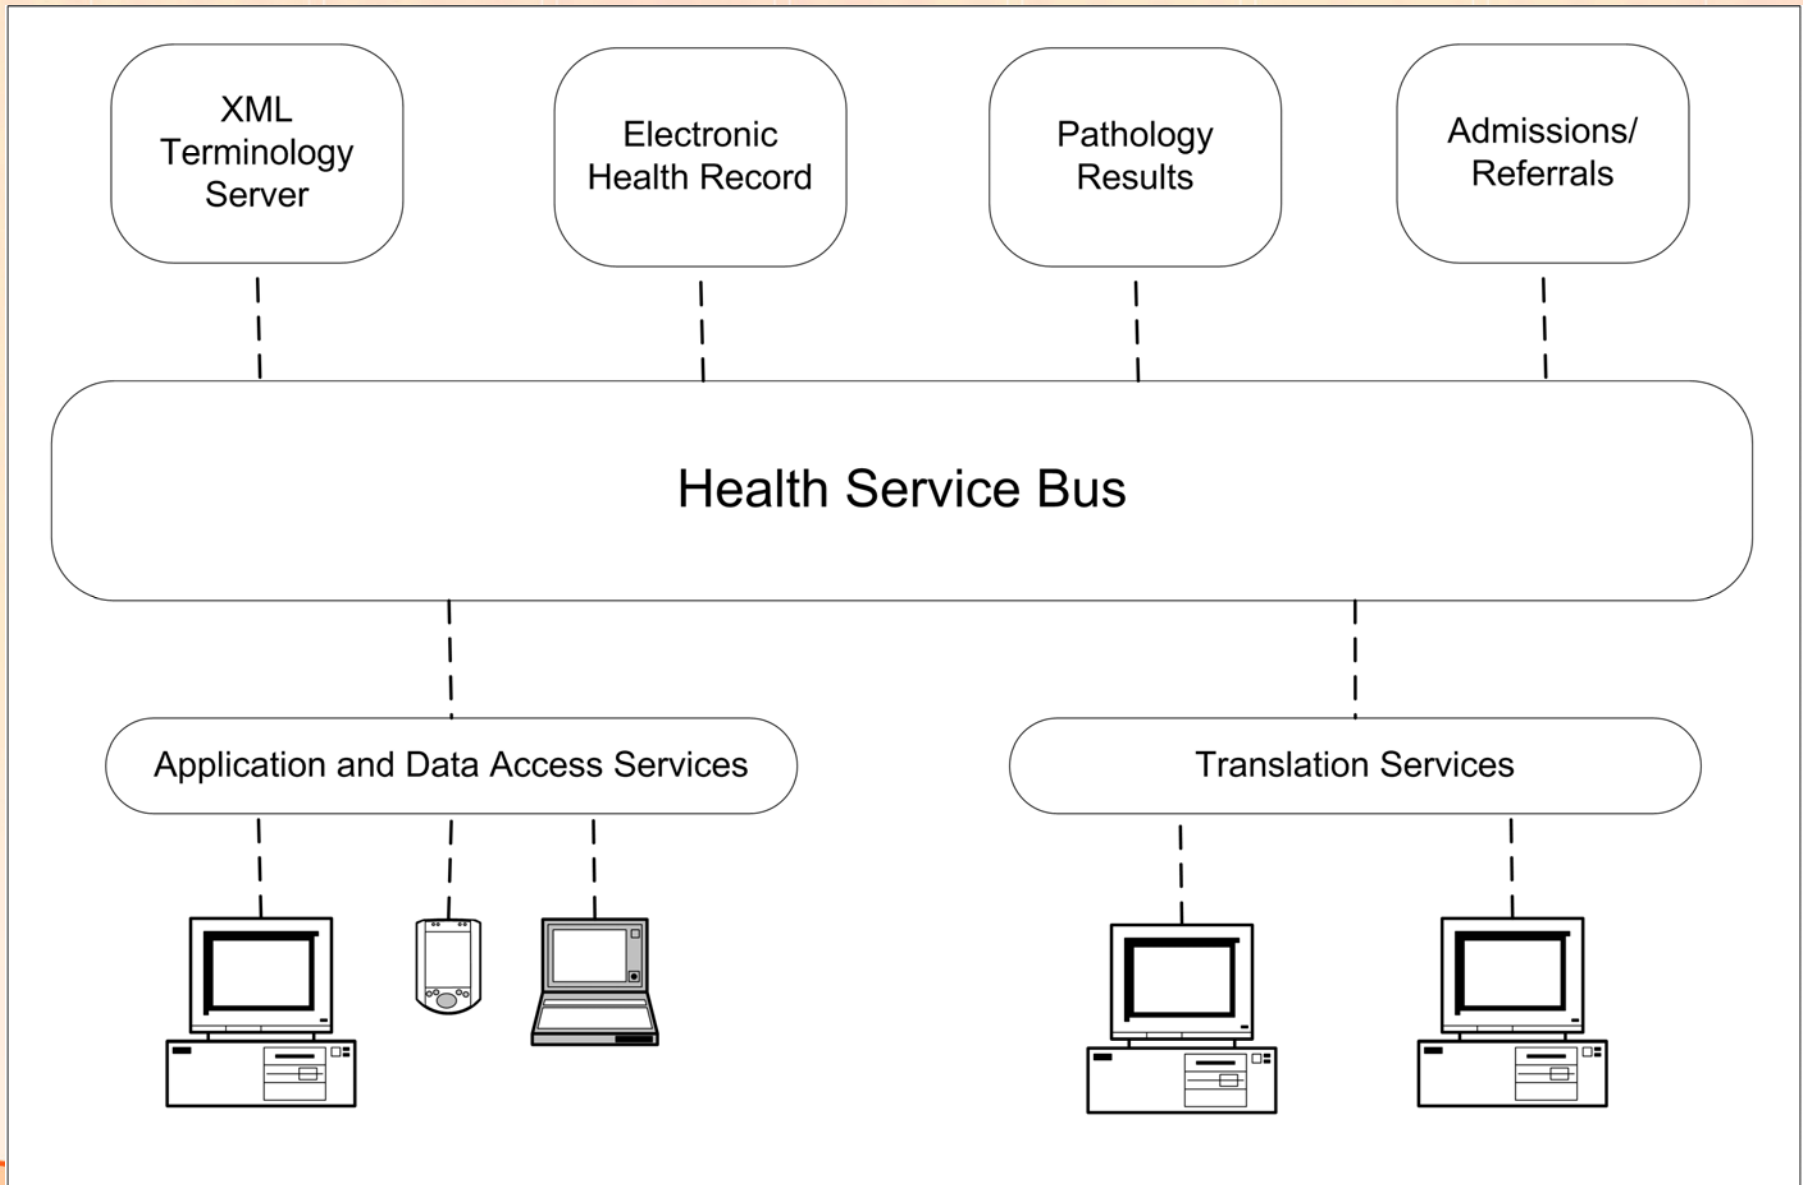 XML
Terminology
Server
Electronic
Health Record
Pathology
Results
Admissions/
Referrals
Health Service Bus
Application and Data Access Services
Translation Services